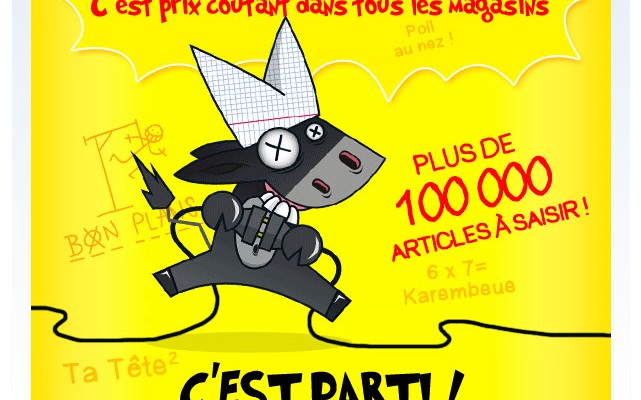 C'est prix coutant dans tous les magasins
Poil
au nez !
BON PLANS
PLUS DE
100 000
ARTICLES À SAISIR !
6 x 7=
Karembeue
Ta Tête²
C'EST PARTI !